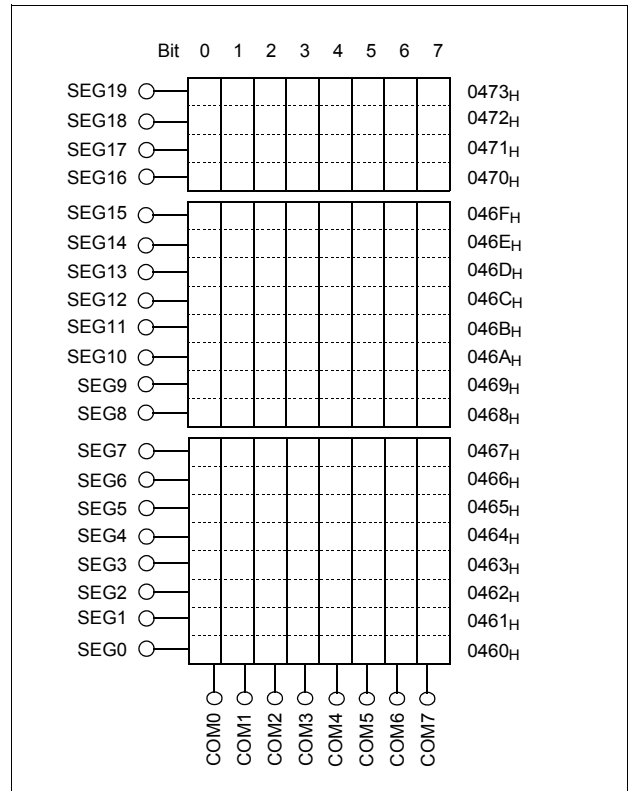 Bit 0 1 2 3 4 5 6 7
SEG19 0473H
SEG18 0472H
SEG17 0471H
SEG16 0470H
SEG15 046FH
SEG14 046EH
SEG13 046DH
SEG12 046CH
SEG11 046BH
SEG10 046AH
SEG9 0469H
SEG8 0468H
SEG7 0467H
SEG6 0466H
SEG5 0465H
SEG4 0464H
SEG3 0463H
SEG2 0462H
SEG1 0461H
SEG0 0460H
COM0 COM1 COM2 COM3 COM4 COM5 COM6 COM7